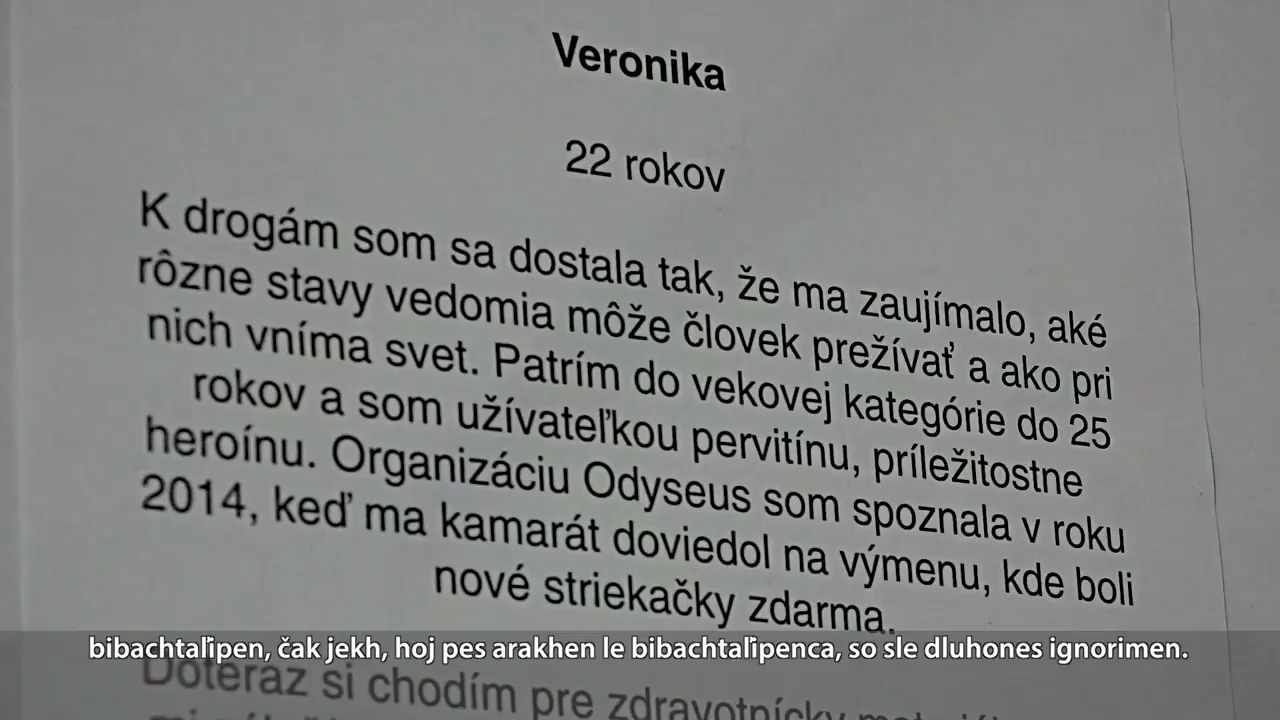 Veronika
22 rokov
K drogám som sa dostala tak, že ma zaujímalo, aké
rôzne stavy vedomia môže človek prežívať a ako pri
nich vníma svet. Patrím do vekovej kategórie do 25
rokov a som užívateľkou pervitínu, príležitostne
heroínu. Organizáciu Odyseus som spoznala v roku
2014, keď ma kamarát doviedol na výmenu, kde boli
nové striekačky zdarma.
bibachtaľipen, čak jekh, hoj pes arakhen le bibachtaľipenca, so sle dluhones ignorimen.
Doteraz si chodím pre zdravotnícky